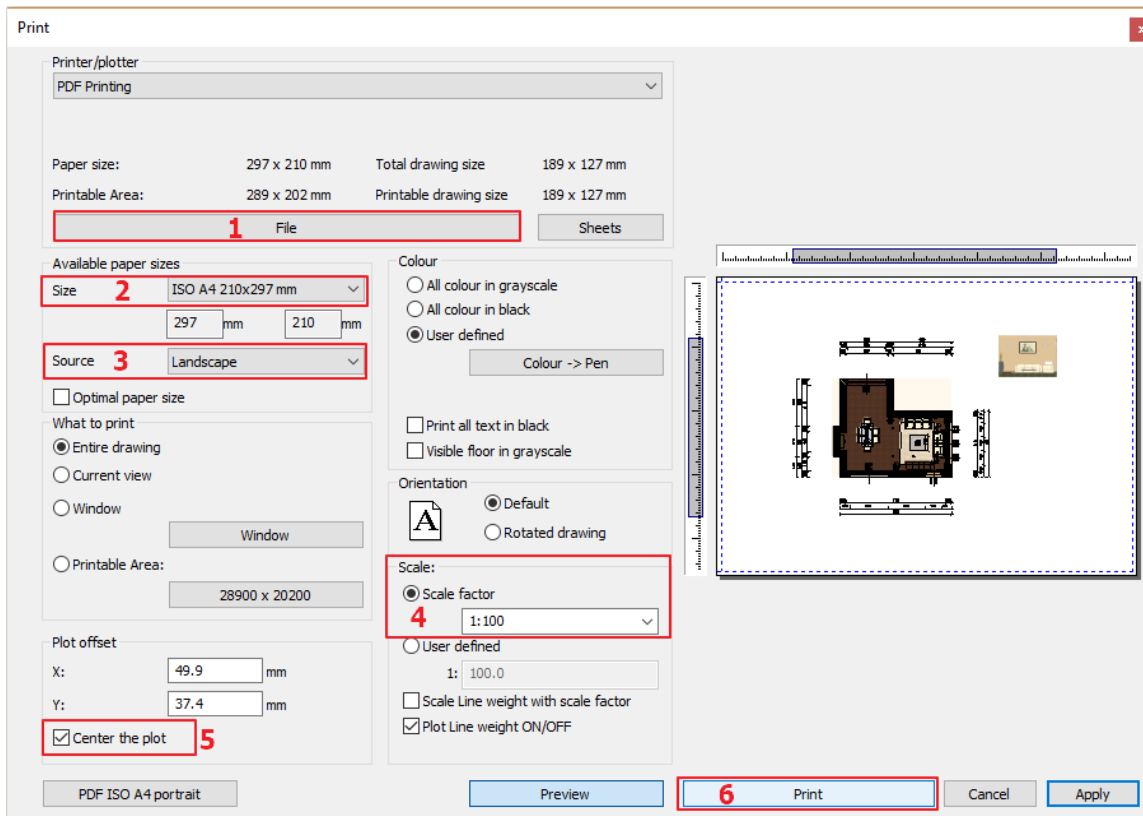 Print
x
Printer/plotter
PDF Printing
Paper size: 297 x 210 mm Total drawing size 189 x 127 mm
Printable Area: 289 x 202 mm Printable drawing size 189 x 127 mm
1 File Sheets
Available paper sizes
Size 2 ISO A4 210x297 mm
297 mm 210 mm
Source 3 Landscape
Optimal paper size
What to print
Entire drawing
Current view
Window
Window
Printable Area:
28900 x 20200
Plot offset
X: 49.9 mm
Y: 37.4 mm
Center the plot 5
Colour
All colour in grayscale
All colour in black
User defined
Colour -> Pen
Print all text in black
Visible floor in grayscale
Orientation
A
Default
Rotated drawing
Scale:
Scale factor
4 1:100
User defined
1: 100.0
Scale Line weight with scale factor
Plot Line weight ON/OFF
PDF ISO A4 portrait Preview 6 Print Cancel Apply